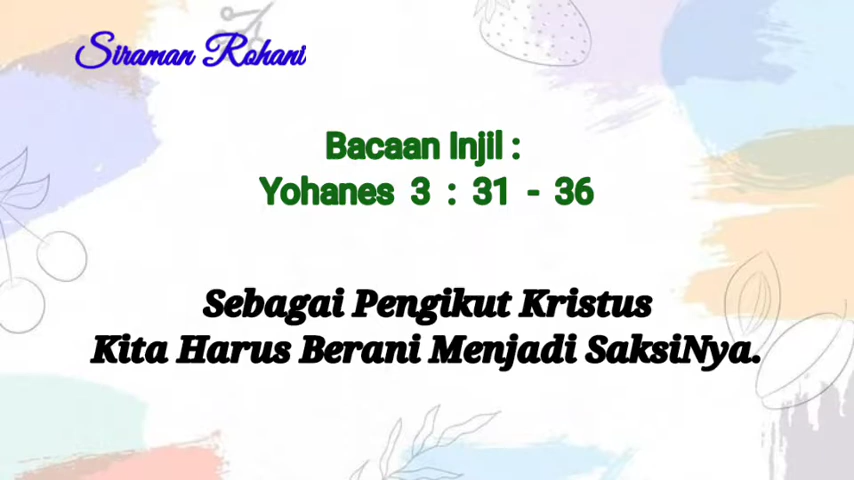 Siraman Rohani
Bacaan Injil :
Yohanes 3 : 31 - 36
Sebagai Pengikut Kristus
Kita Harus Berani Menjadi SaksiNya.